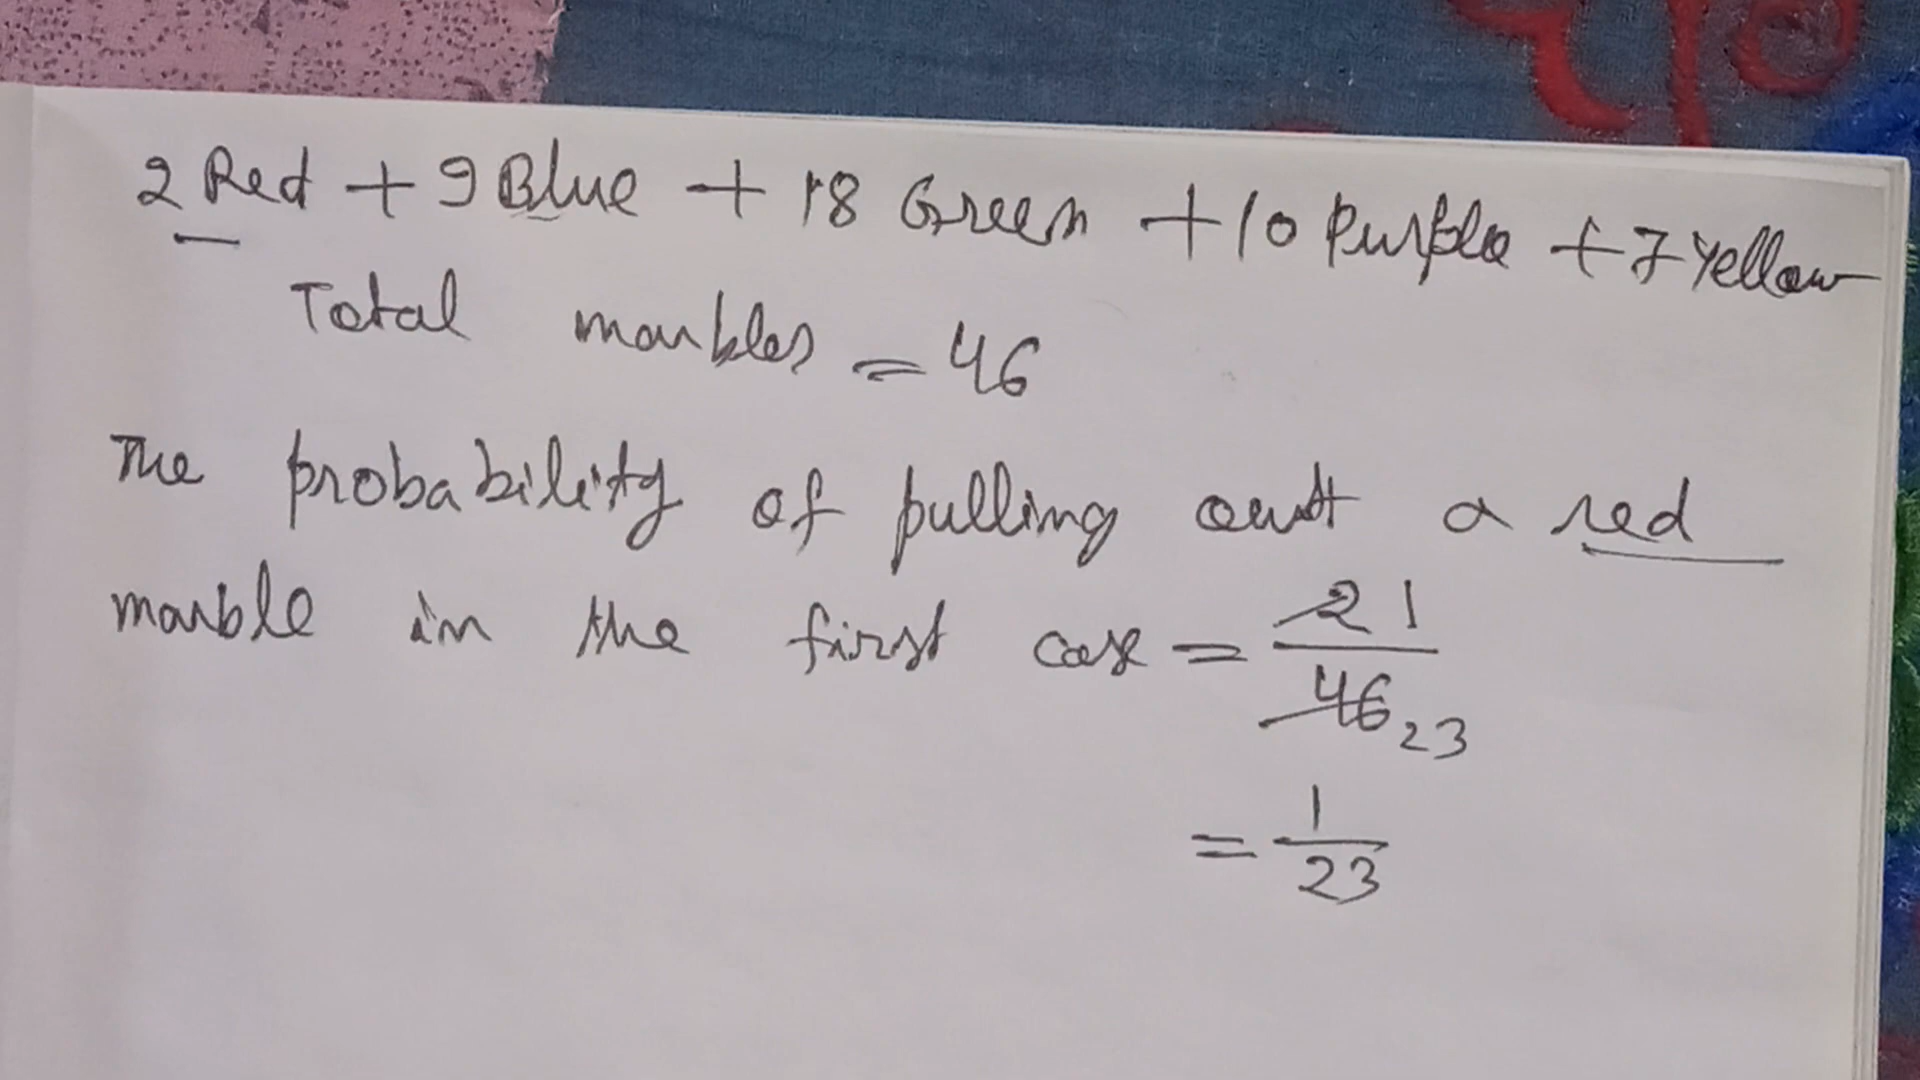 2 Red + 9 Blue + 18 Green + 10 Purple + 7 Yellow
Total marbles = 46
The probability of pulling out a red
marble in the first case = 2 1 / 46 23
= 1/23